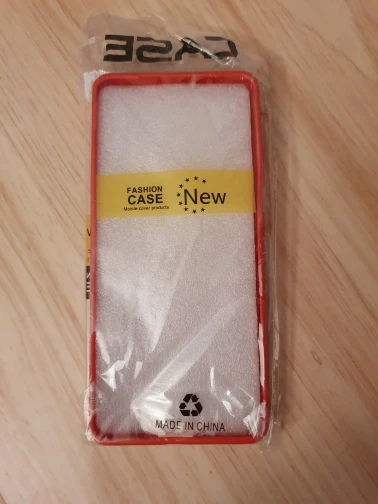 CASE
FASHION
CASE
Mobile cover products
New
MADE IN CHINA